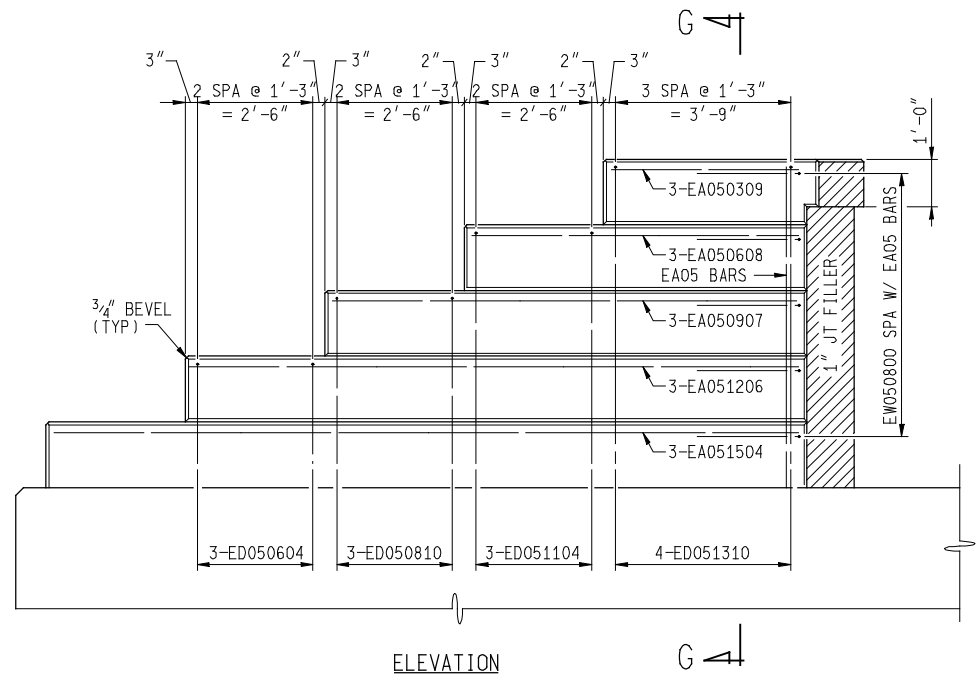 G
3" 2" 3" 2" 3" 2" 3"
2 SPA @ 1'-3" 2 SPA @ 1'-3" 2 SPA @ 1'-3" 3 SPA @ 1'-3"
= 2'-6" = 2'-6" = 2'-6" = 3'-9"
1'-0"
3-EA050309
3-EA050608
EA05 BARS
3-EA050907
3/4" BEVEL
(TYP)
3-EA051206
3-EA051504
1" JT FILLER
EW050800 SPA W/ EA05 BARS
3-ED050604 3-ED050810 3-ED051104 4-ED051310
G
ELEVATION